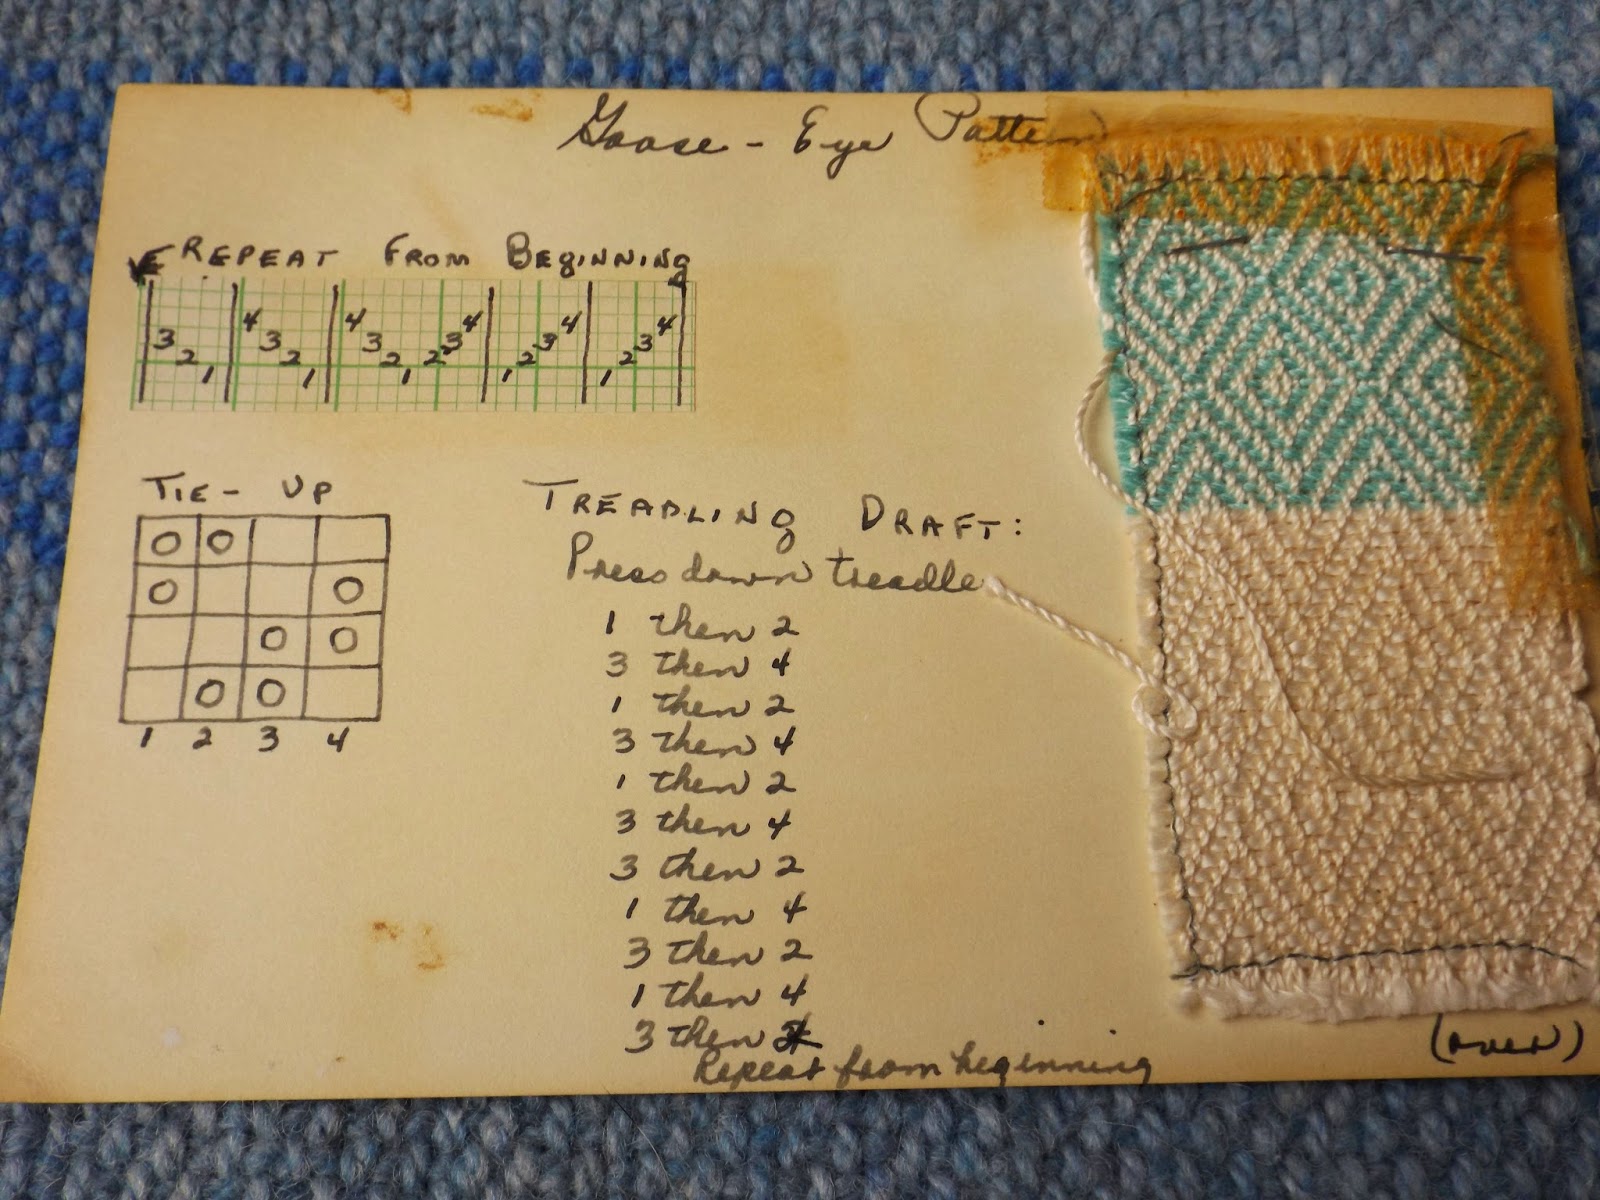 Goose - Eye Pattern
REPEAT FROM BEGINNING
3 2 1 4 3 2 1 4 3 2 1 2 3 4 1 2 3 4 1 2 3 4
TIE - UP
O O
O O
O O
O O
1 2 3 4
TREADLING DRAFT:
Press down treadle
1 then 2
3 then 4
1 then 2
3 then 4
1 then 2
3 then 4
3 then 2
1 then 4
3 then 2
1 then 4
3 then
Repeat from beginning
(over)